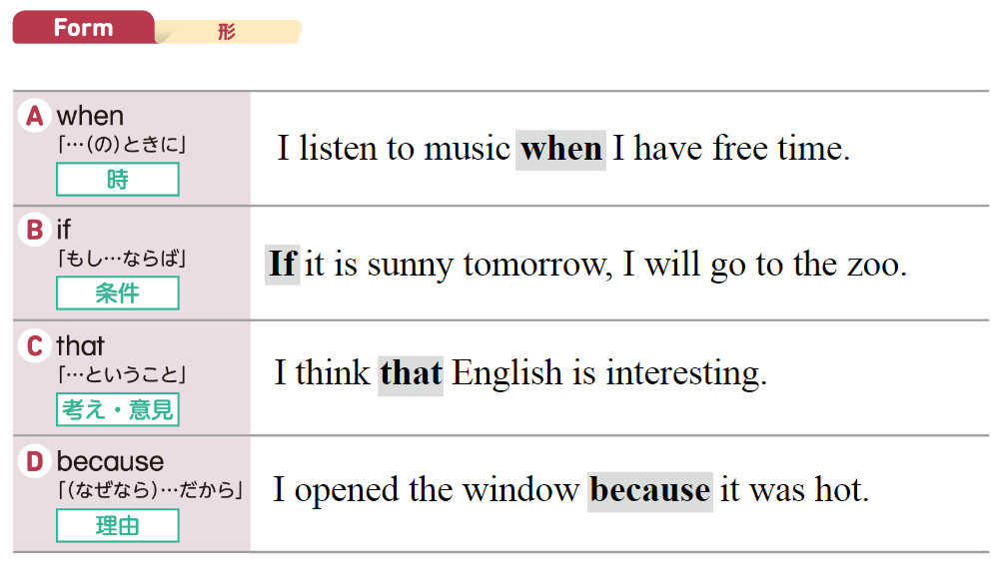 Form 形
A when
「…(の)ときに」
時
I listen to music when I have free time.
B if
「もし…ならば」
条件
If it is sunny tomorrow, I will go to the zoo.
C that
「…ということ」
考え・意見
I think that English is interesting.
D because
「(なぜなら)…だから」
理由
I opened the window because it was hot.